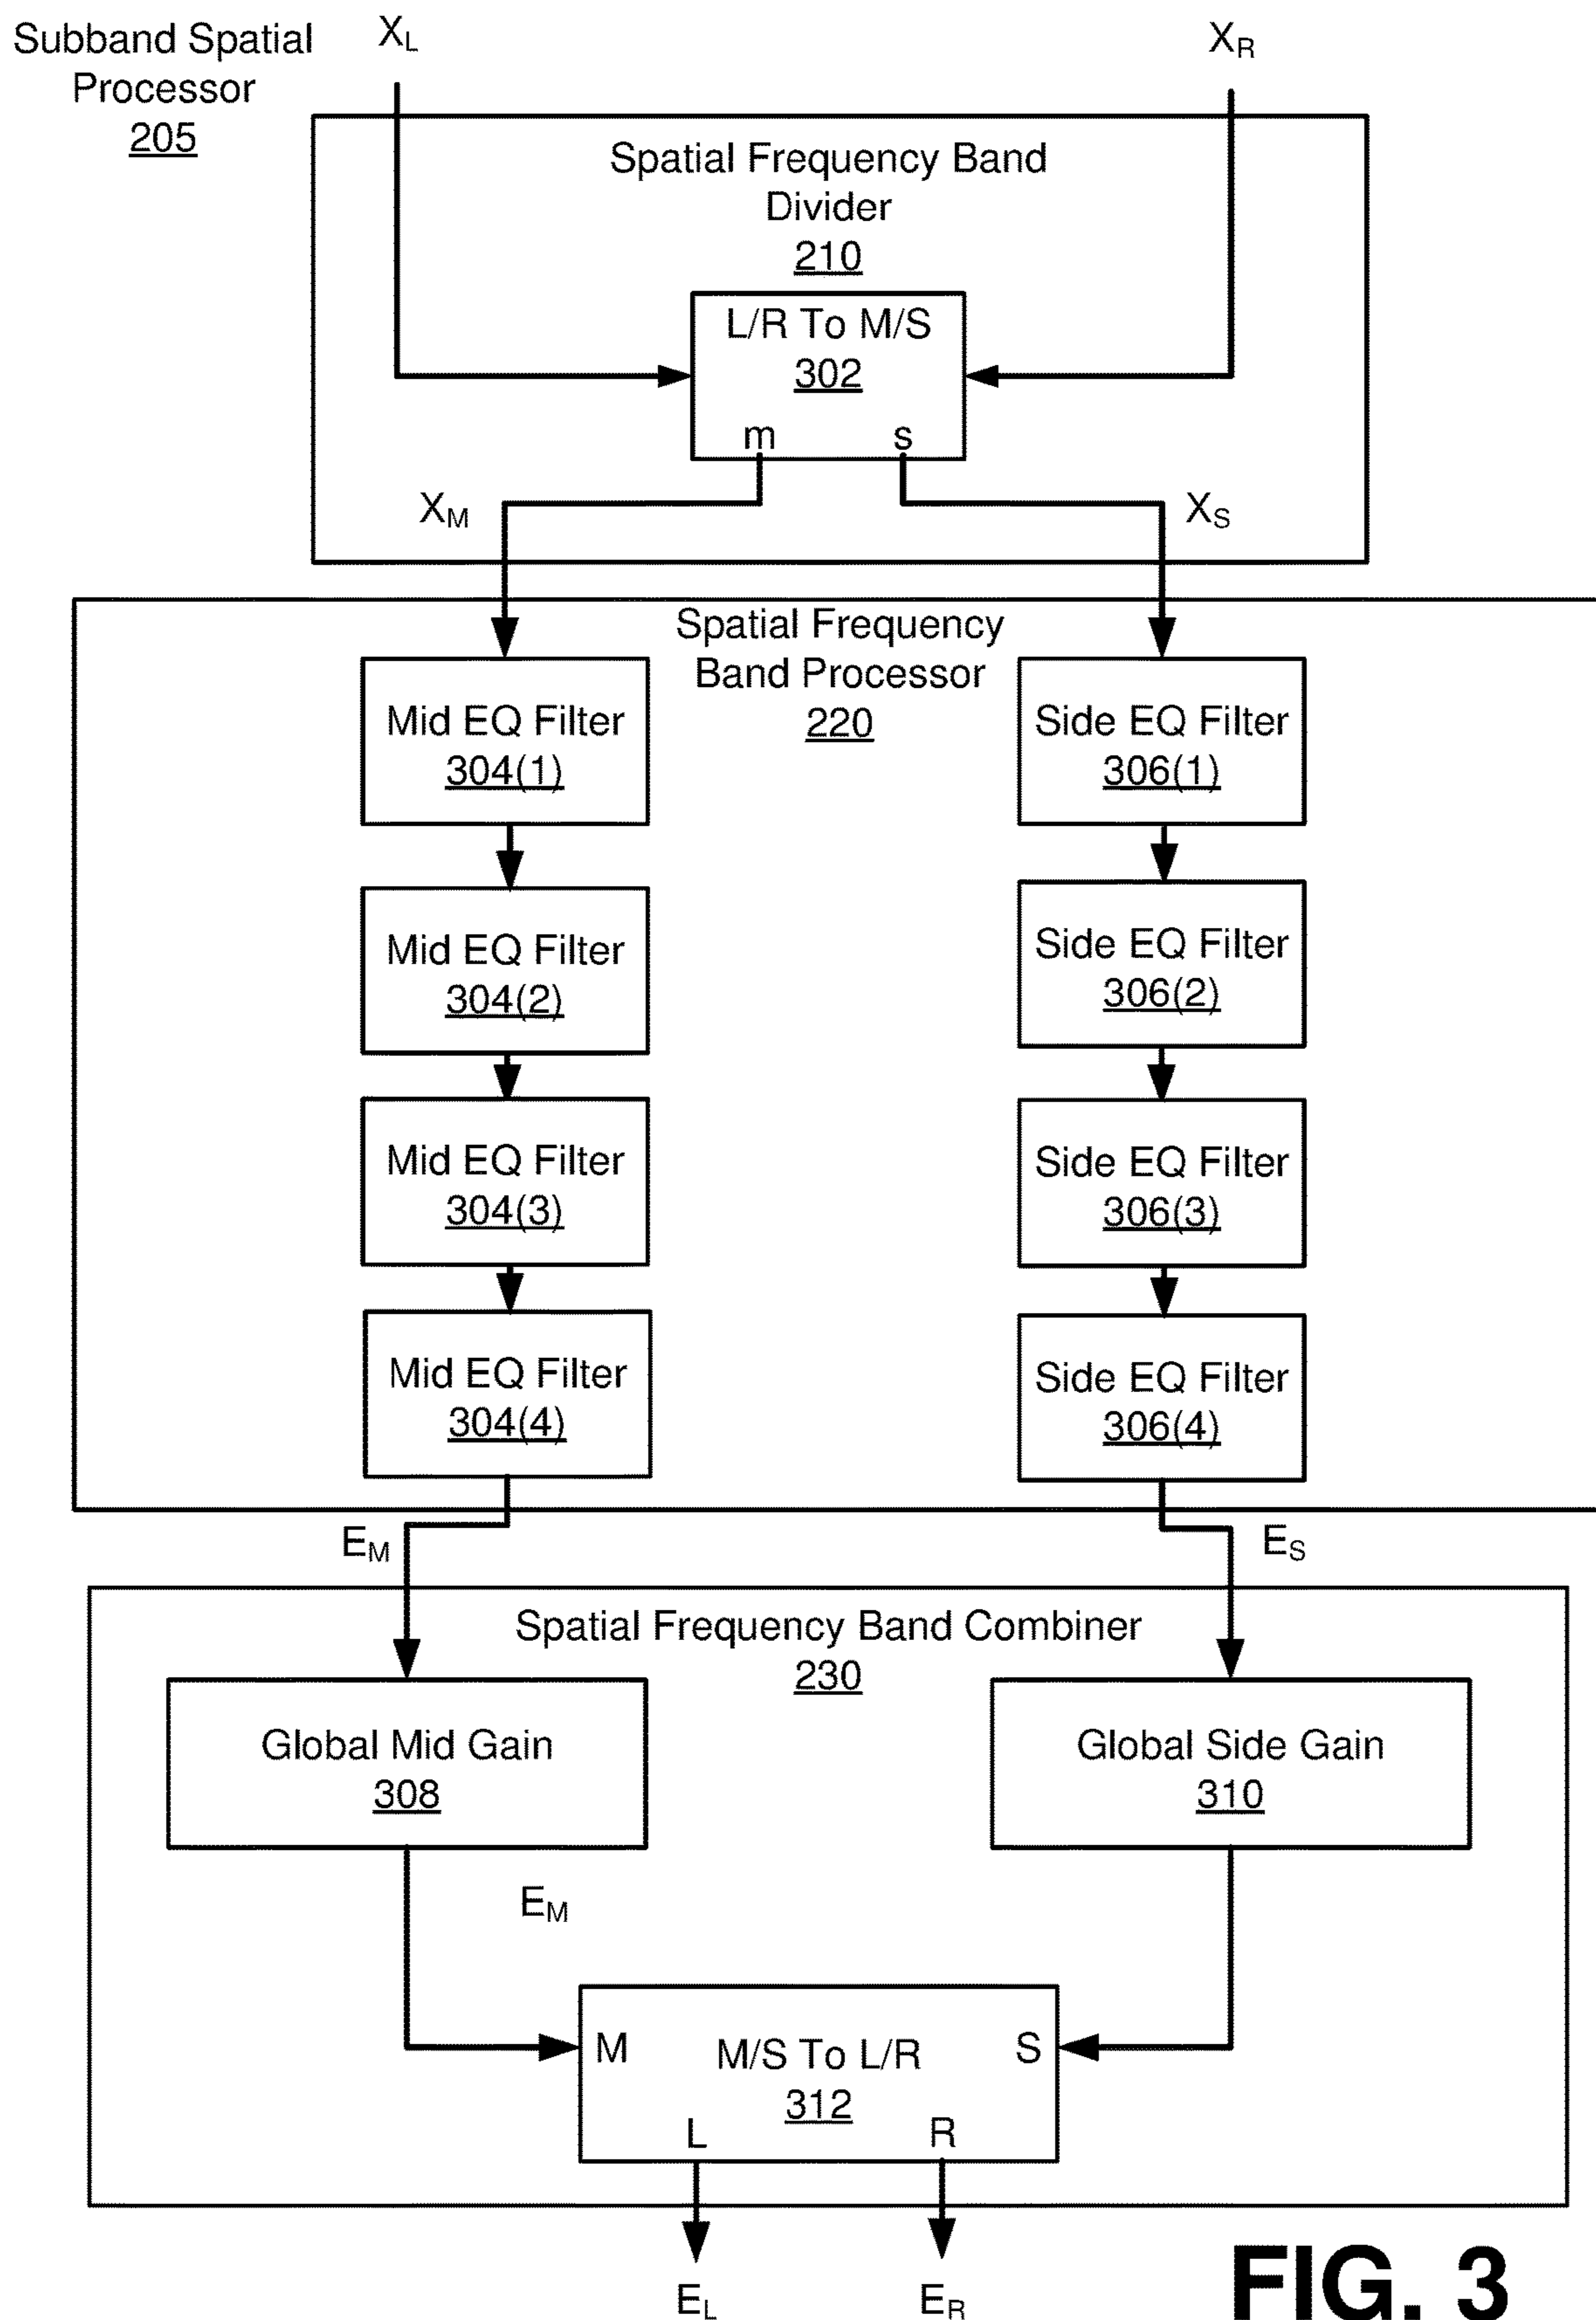 Subband Spatial
Processor
205
XL
XR
Spatial Frequency Band
Divider
210
L/R To M/S
302
m
s
XM
XS
Spatial Frequency
Band Processor
220
Mid EQ Filter
304(1)
Side EQ Filter
306(1)
Mid EQ Filter
304(2)
Side EQ Filter
306(2)
Mid EQ Filter
304(3)
Side EQ Filter
306(3)
Mid EQ Filter
304(4)
Side EQ Filter
306(4)
EM
ES
Spatial Frequency Band Combiner
230
Global Mid Gain
308
Global Side Gain
310
EM
M
M/S To L/R
312
S
L
R
EL
ER
FIG. 3